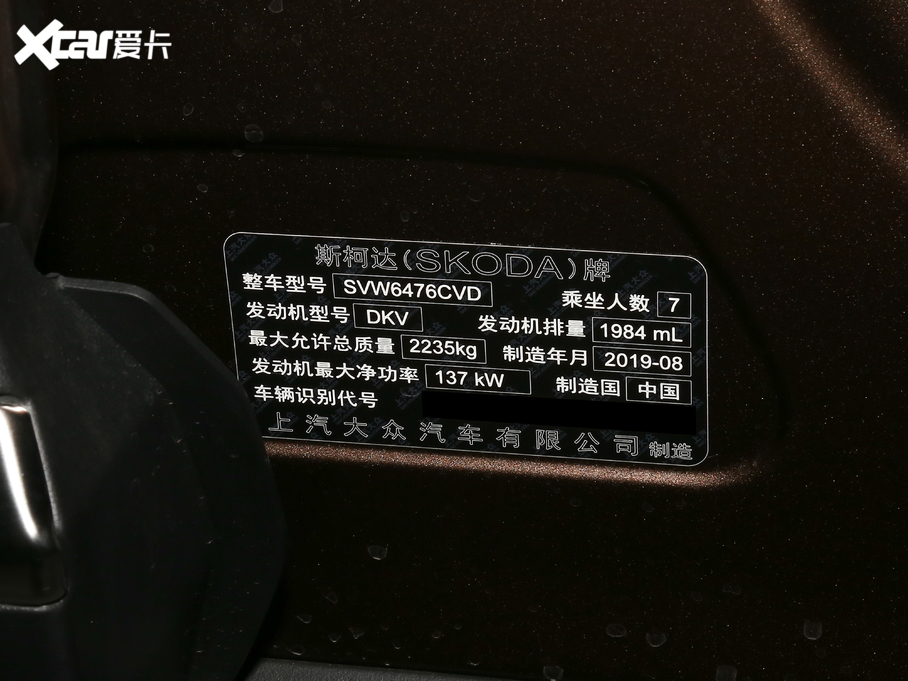 Xcar爱卡
斯柯达(SKODA)牌
整车型号 SVW6476CVD 乘坐人数 7
发动机型号 DKV 发动机排量 1984 mL
最大允许总质量 2235kg 制造年月 2019-08
发动机最大净功率 137 kW 制造国 中国
车辆识别代号
上汽大众汽车有限公司 制造